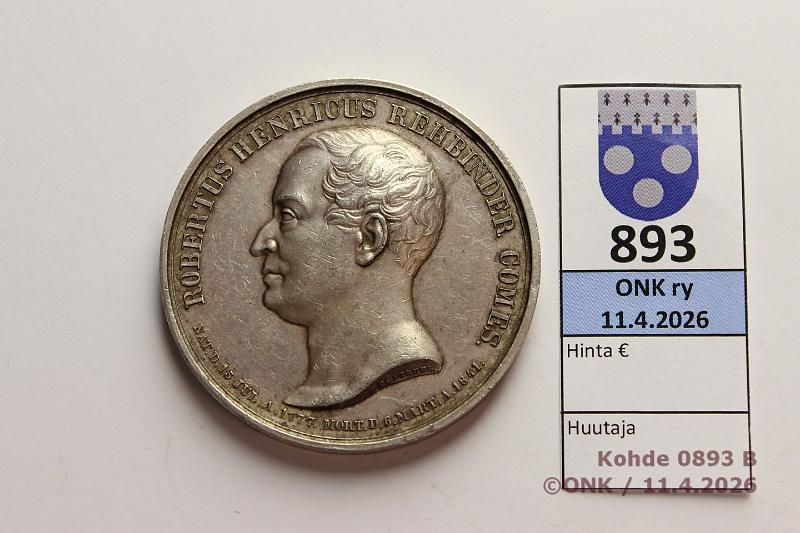 ROBERTUS HENRICUS REHBINDER COMES.
NAT. D. 15 JUL. A. 1777. MORT. D. 6. MART. A. 1841.
893
ONK ry
11.4.2026
Hinta €
Huutaja
Kohde 0893 B
©ONK / 11.4.2026